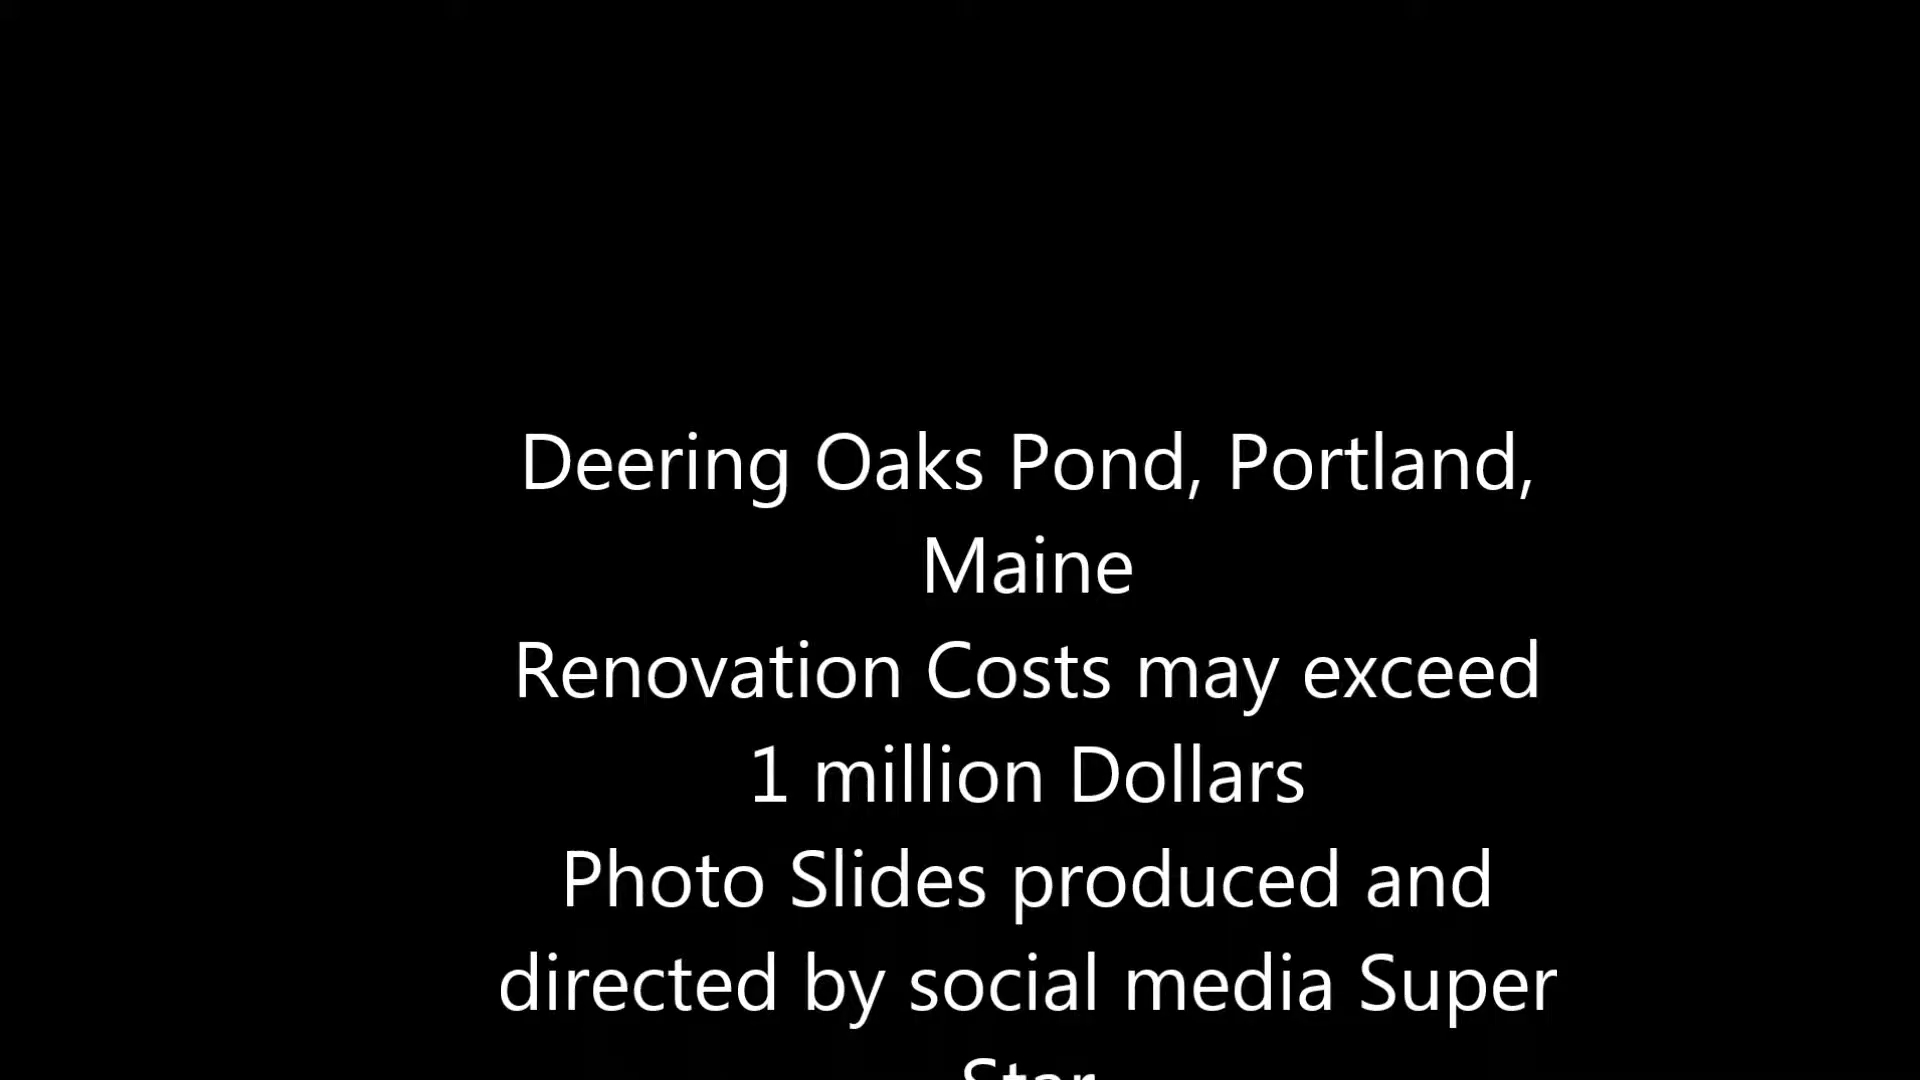 Deering Oaks Pond, Portland,
Maine
Renovation Costs may exceed
1 million Dollars
Photo Slides produced and
directed by social media Super
Star